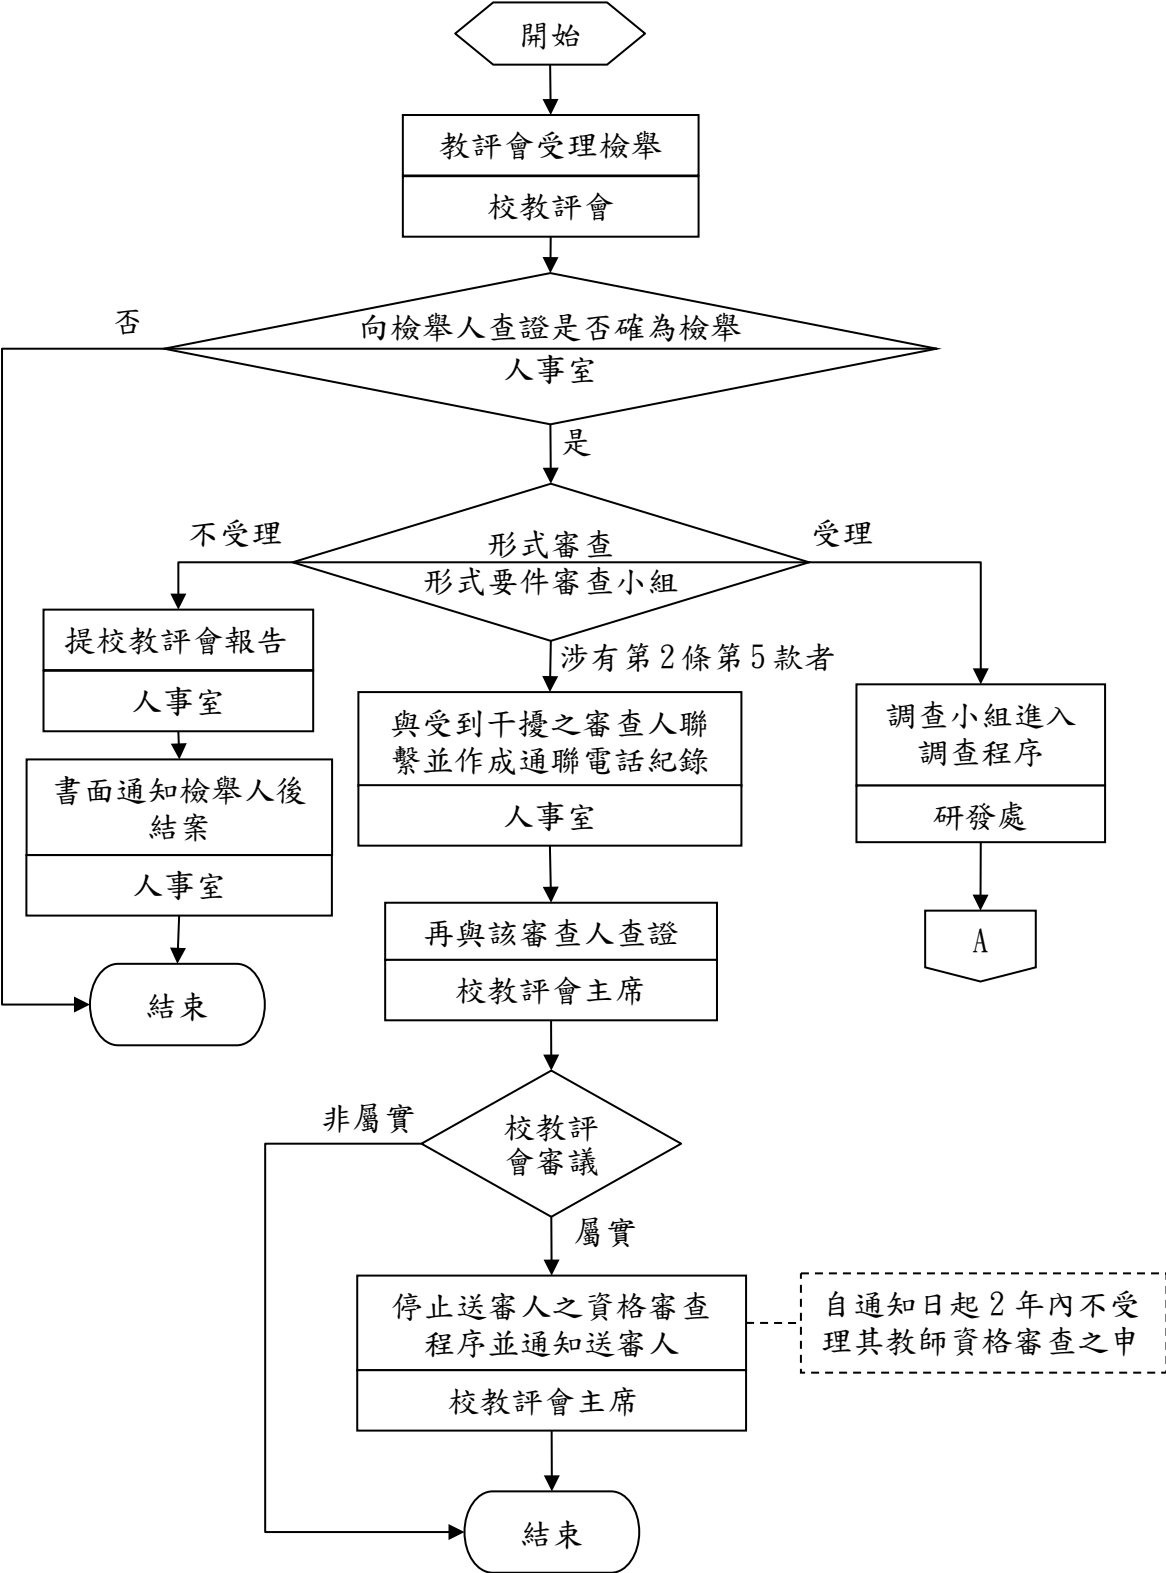 開始
教評會受理檢舉
校教評會
否
向檢舉人查證是否確為檢舉
人事室
是
不受理
形式審查
受理
形式要件審查小組
提校教評會報告
人事室
涉有第2條第5款者
書面通知檢舉人後
結案
人事室
結束
與受到干擾之審查人聯
繫並作成通聯電話紀錄
人事室
調查小組進入
調查程序
研發處
A
再與該審查人查證
校教評會主席
非屬實
校教評
會審議
屬實
停止送審人之資格審查
程序並通知送審人
校教評會主席
自通知日起2年內不受
理其教師資格審查之申
結束